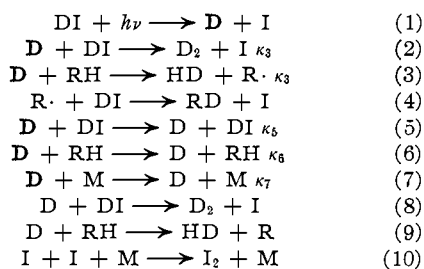 DI + hν ⟶ **D** + I (1)
**D** + DI ⟶ D₂ + I κ₃ (2)
**D** + RH ⟶ HD + R· κ₃ (3)
R· + DI ⟶ RD + I (4)
**D** + DI ⟶ D + DI κ₅ (5)
**D** + RH ⟶ D + RH κ₆ (6)
**D** + M ⟶ D + M κ₇ (7)
D + DI ⟶ D₂ + I (8)
D + RH ⟶ HD + R (9)
I + I + M ⟶ I₂ + M (10)